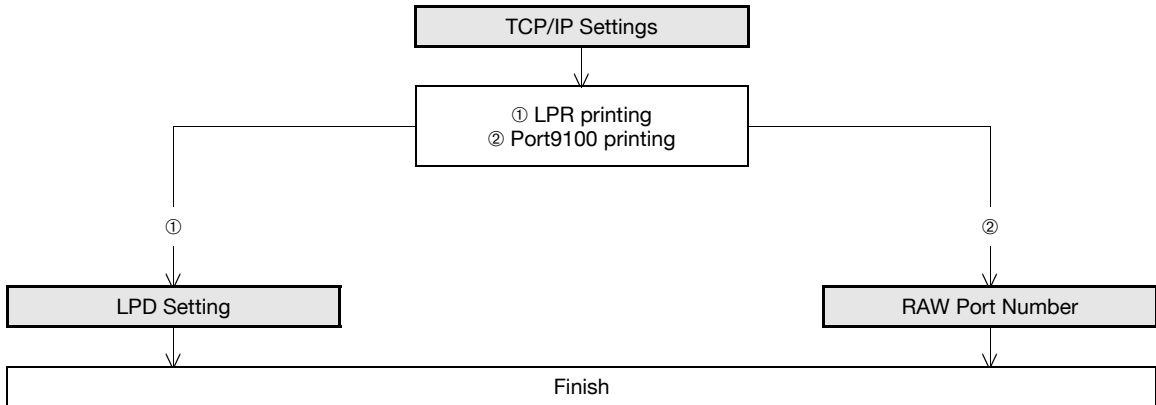 TCP/IP Settings
① LPR printing
② Port9100 printing
① ②
LPD Setting
RAW Port Number
Finish